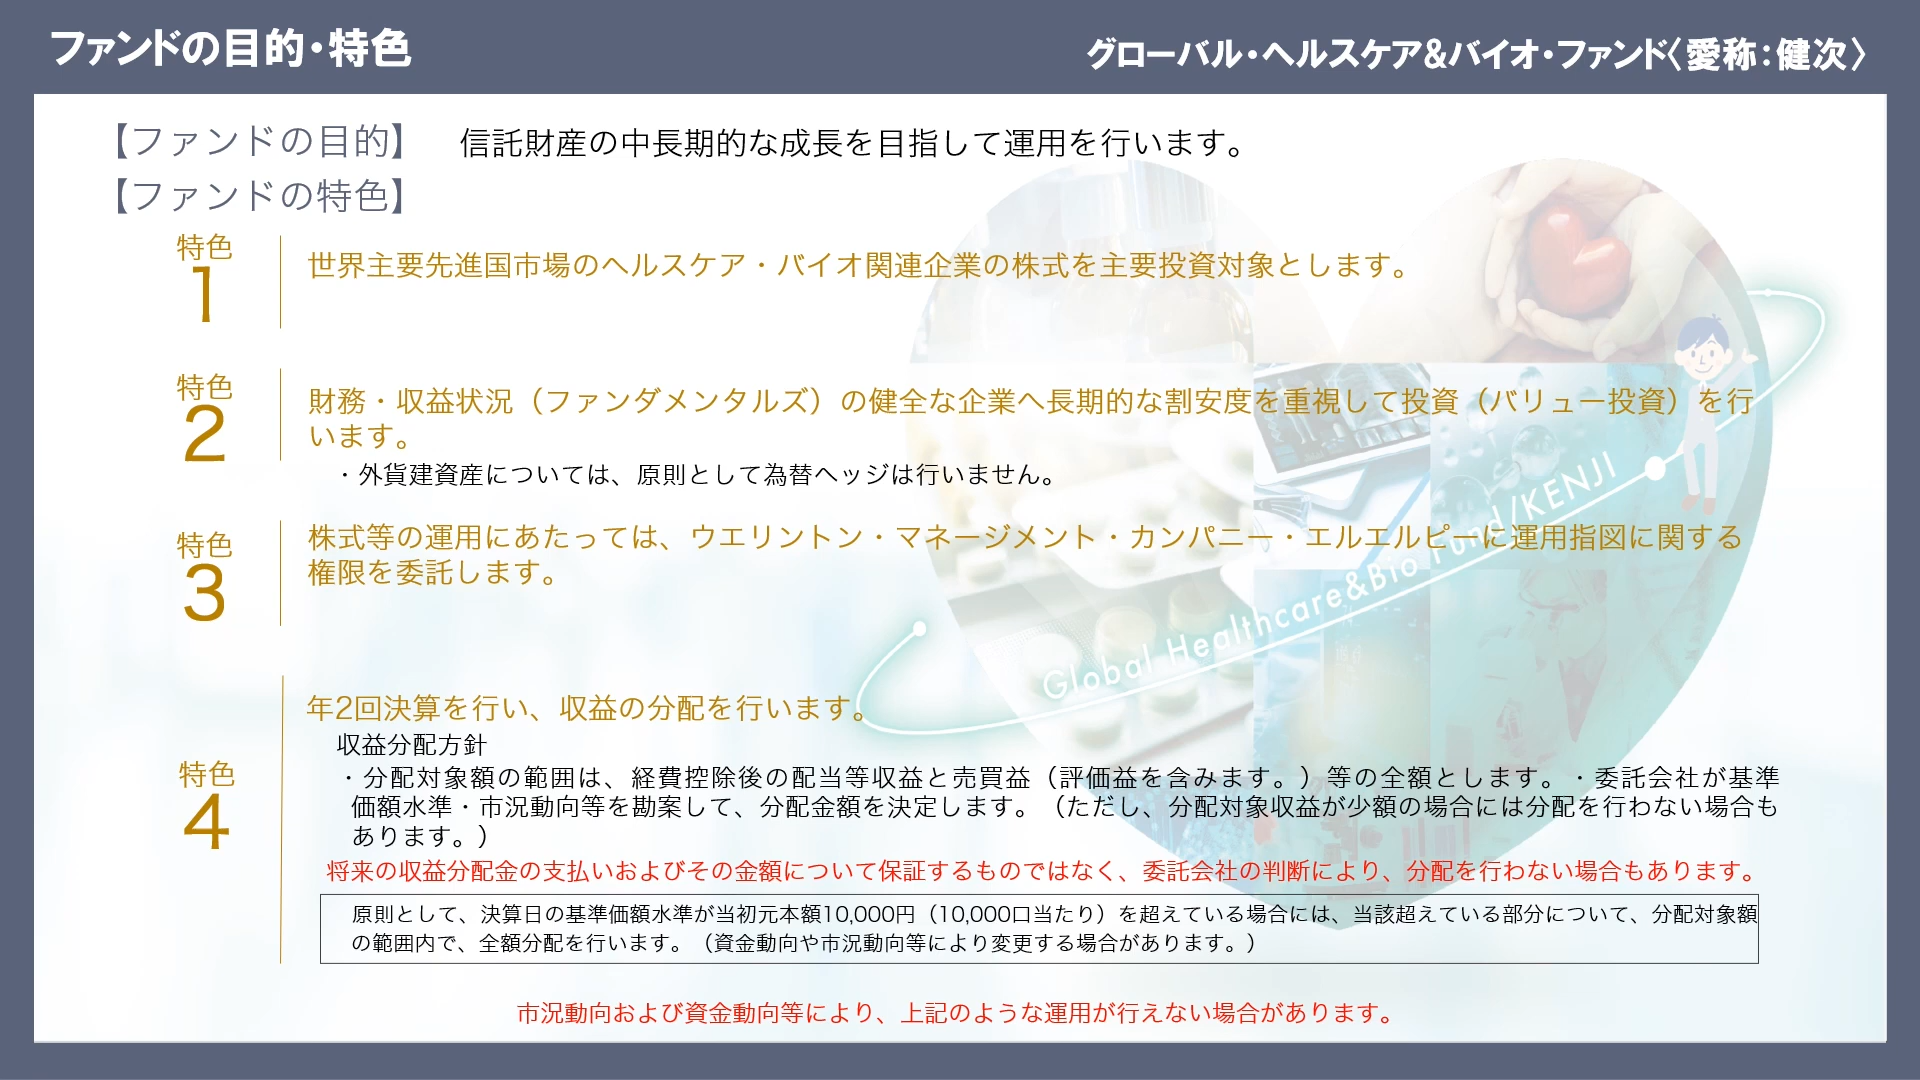 ファンドの目的・特色
グローバル・ヘルスケア&バイオ・ファンド〈愛称：健次〉
【ファンドの目的】 信託財産の中長期的な成長を目指して運用を行います。
【ファンドの特色】
特色
1
世界主要先進国市場のヘルスケア・バイオ関連企業の株式を主要投資対象とします。
特色
2
財務・収益状況（ファンダメンタルズ）の健全な企業へ長期的な割安度を重視して投資（バリュー投資）を行
います。
・外貨建資産については、原則として為替ヘッジは行いません。
特色
3
株式等の運用にあたっては、ウエリントン・マネージメント・カンパニー・エルエルピーに運用指図に関する
権限を委託します。
Global Healthcare&Bio Fund/KENJI
特色
4
年2回決算を行い、収益の分配を行います。
収益分配方針
・分配対象額の範囲は、経費控除後の配当等収益と売買益（評価益を含みます。）等の全額とします。・委託会社が基準
価額水準・市況動向等を勘案して、分配金額を決定します。（ただし、分配対象収益が少額の場合には分配を行わない場合も
あります。）
将来の収益分配金の支払いおよびその金額について保証するものではなく、委託会社の判断により、分配を行わない場合もあります。
原則として、決算日の基準価額水準が当初元本額10,000円（10,000口当たり）を超えている場合には、当該超えている部分について、分配対象額
の範囲内で、全額分配を行います。（資金動向や市況動向等により変更する場合があります。）
市況動向および資金動向等により、上記のような運用が行えない場合があります。